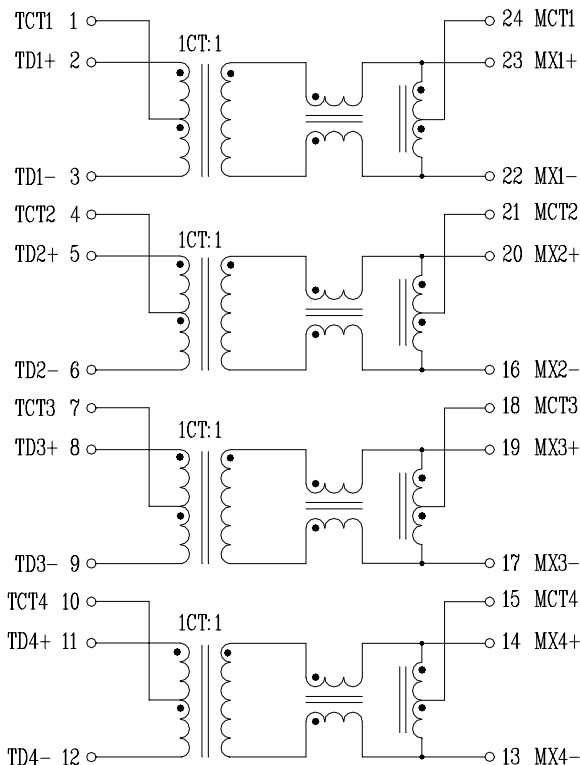 TCT1 1 24 MCT1
1CT:1
TD1+ 2 23 MX1+
TD1- 3 22 MX1-
TCT2 4 21 MCT2
1CT:1
TD2+ 5 20 MX2+
TD2- 6 16 MX2-
TCT3 7 18 MCT3
1CT:1
TD3+ 8 19 MX3+
TD3- 9 17 MX3-
TCT4 10 15 MCT4
1CT:1
TD4+ 11 14 MX4+
TD4- 12 13 MX4-